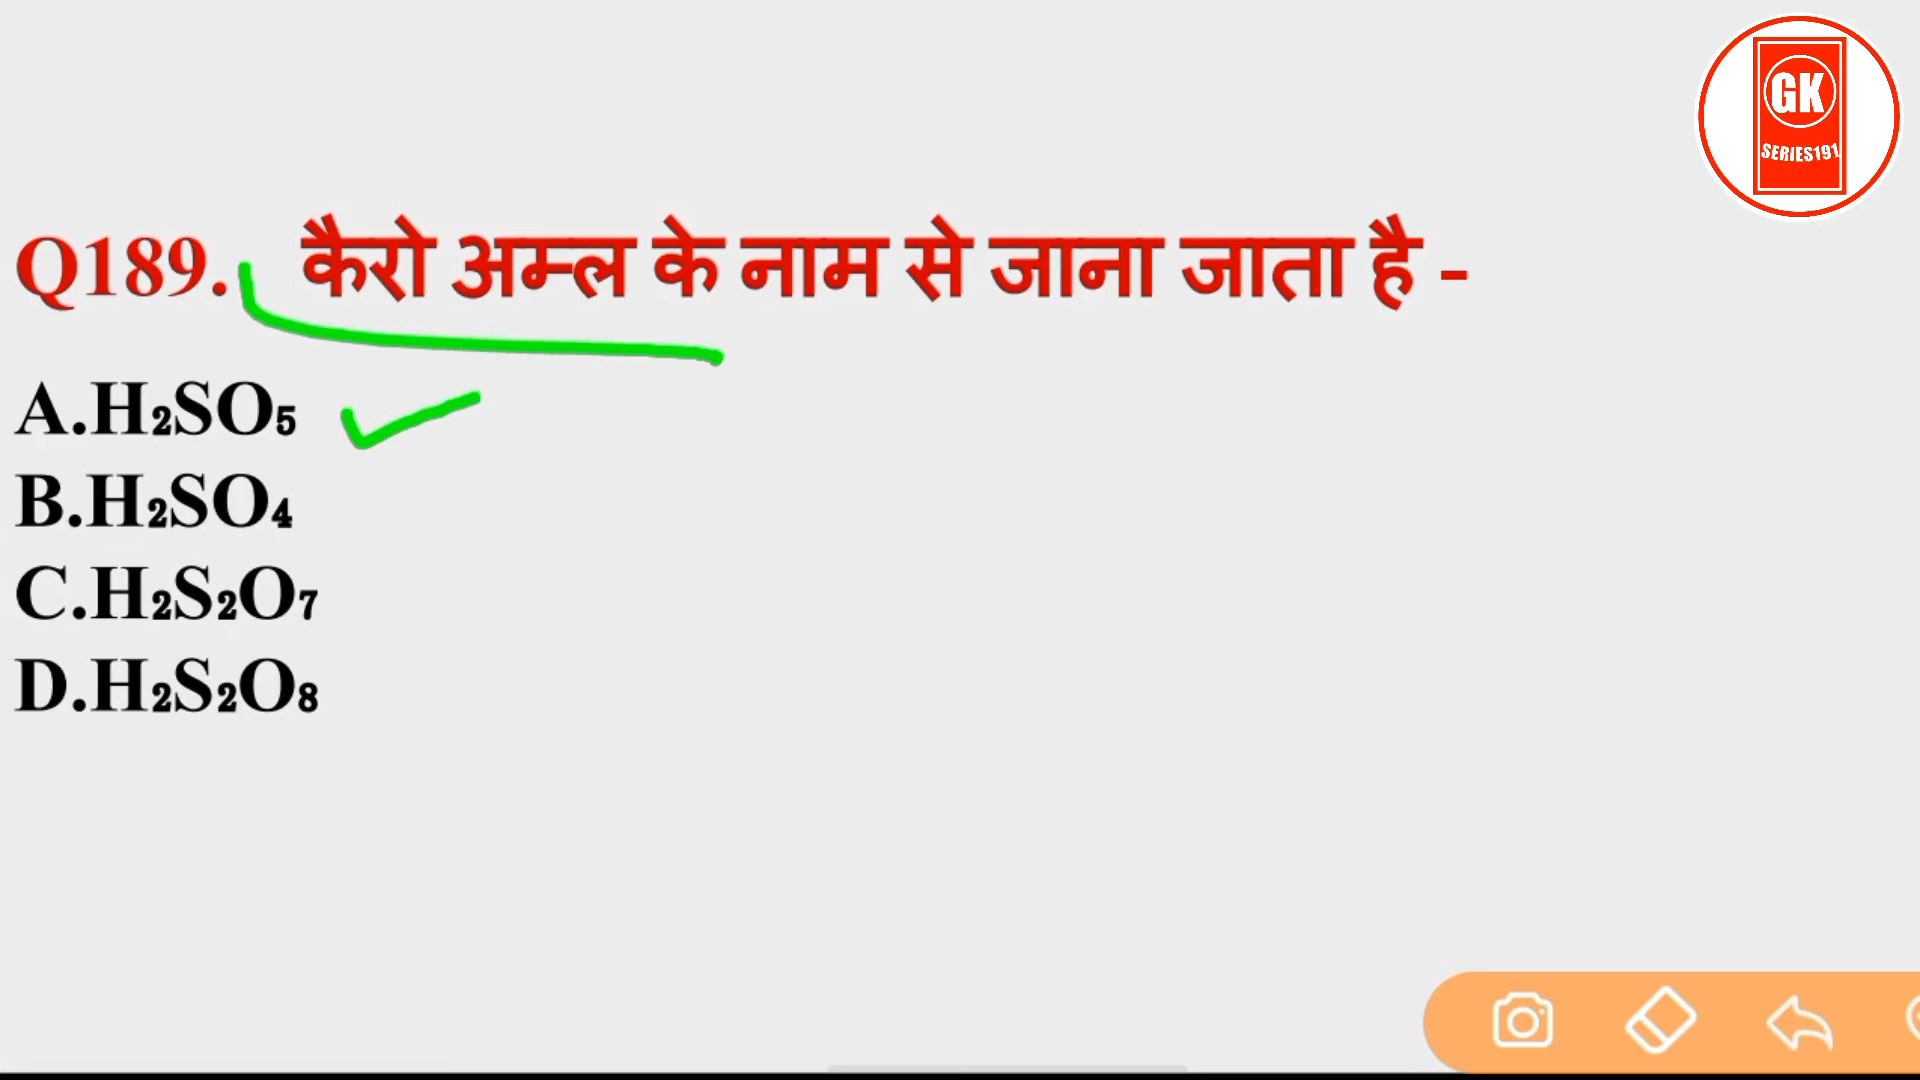 GK
SERIES191
Q189. कैरो अम्ल के नाम से जाना जाता है -
A.H₂SO₅
B.H₂SO₄
C.H₂S₂O₇
D.H₂S₂O₈